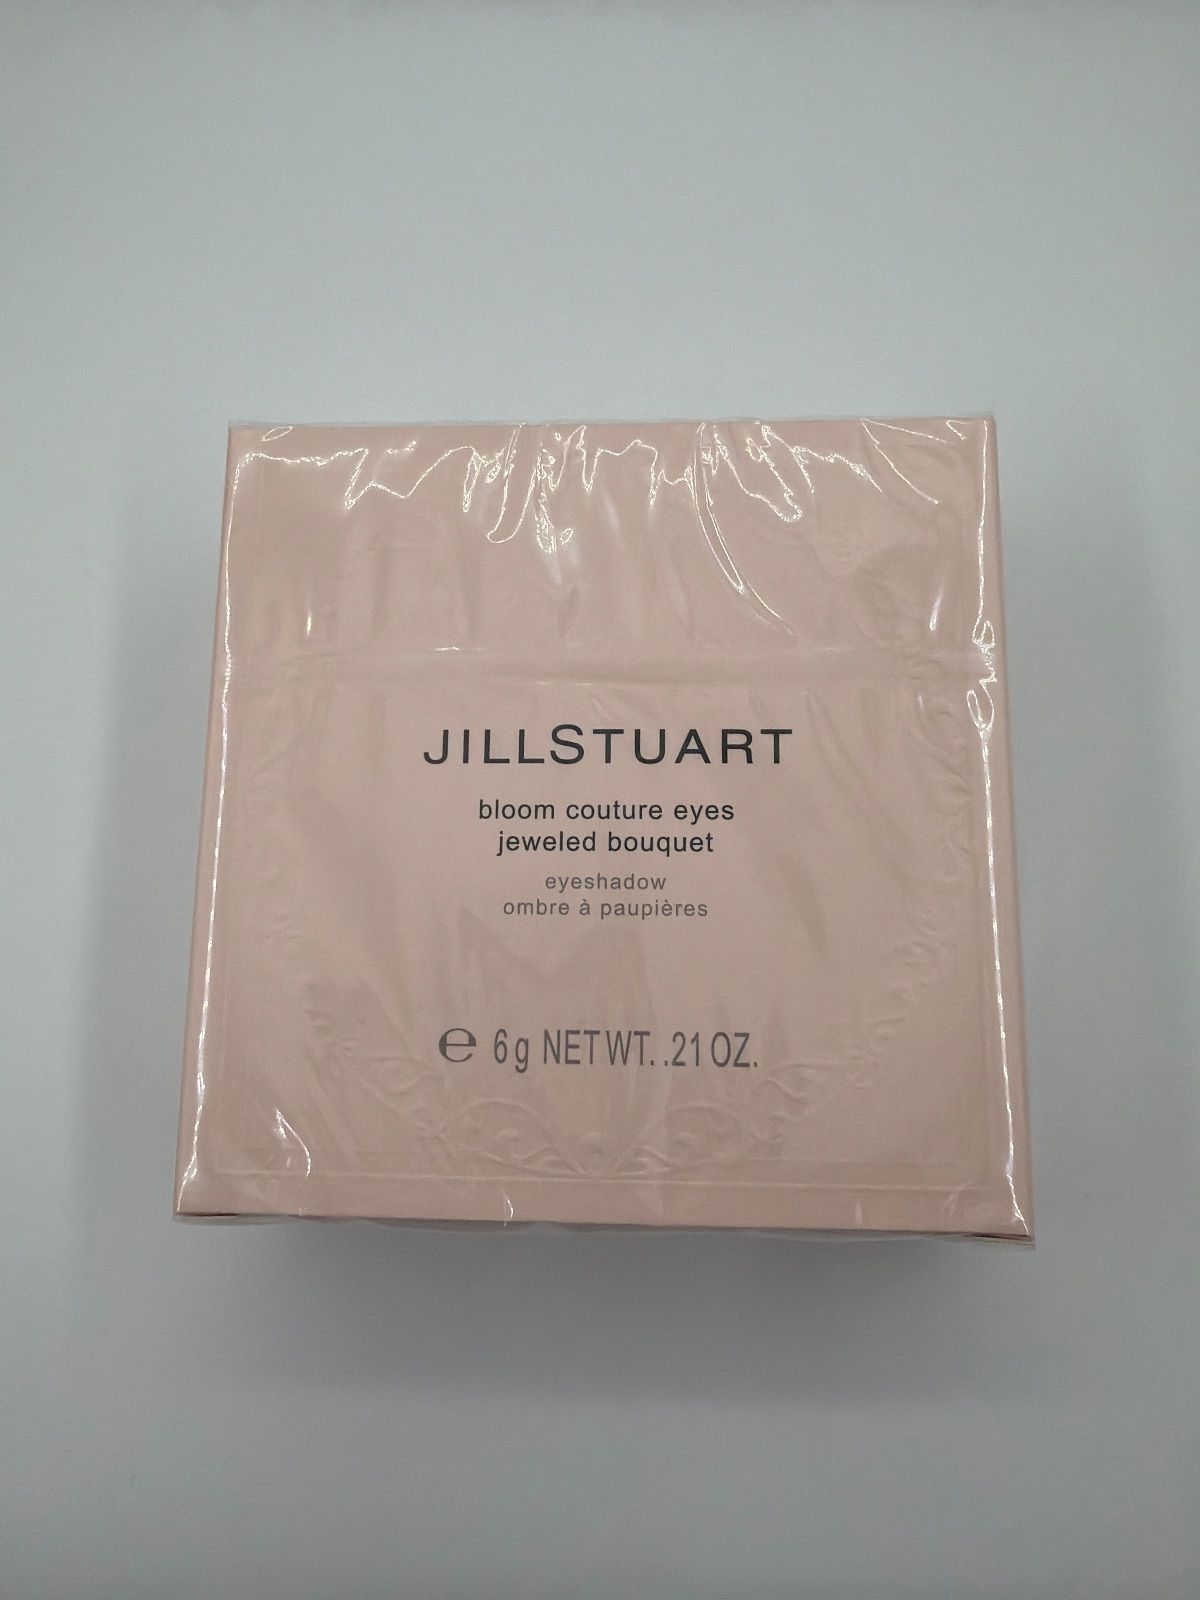 JILLSTUART
bloom couture eyes
jeweled bouquet
eyeshadow
ombre à paupières
℮ 6g NET WT. .21 OZ.